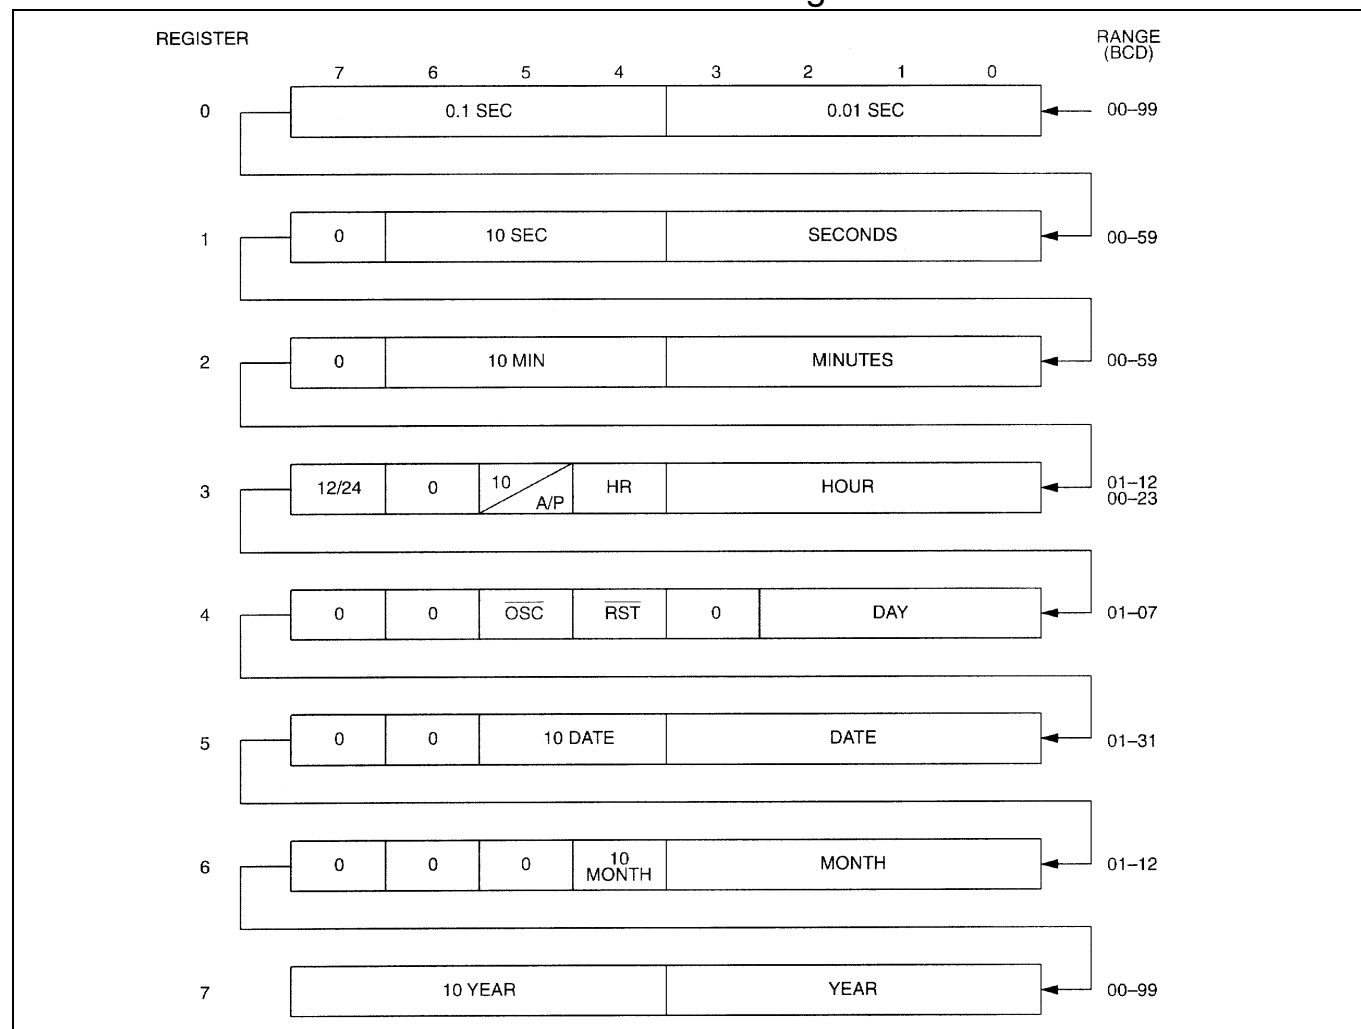 REGISTER
RANGE
(BCD)
7 6 5 4 3 2 1 0
0 0.1 SEC 0.01 SEC 00–99
1 0 10 SEC SECONDS 00–59
2 0 10 MIN MINUTES 00–59
3 12/24 0 10 A/P HR HOUR 01–12
00–23
4 0 0 OSC RST 0 DAY 01–07
5 0 0 10 DATE DATE 01–31
6 0 0 0 10 MONTH MONTH 01–12
7 10 YEAR YEAR 00–99